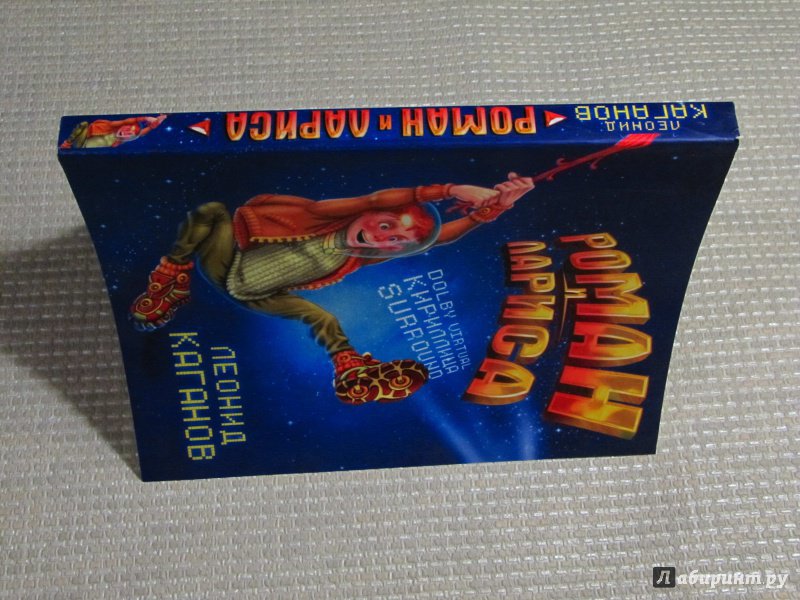 ЛЕОНИД
КАГАНОВ
РОМАН И ЛАРИСА
РОМАН
И
ЛАРИСА
DOLBY VIRTUAL
КИРИЛЛИЦА
SURROUND
ЛЕОНИД
КАГАНОВ
Лабиринт.ру